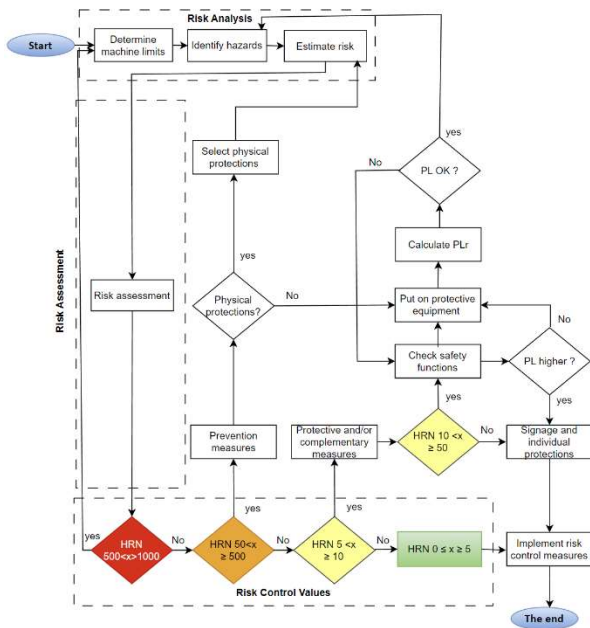 Risk Analysis
Start
Determine
machine limits
Identify hazards
Estimate risk
yes
Select physical
protections
No
PL OK ?
Calculate PLr
Risk Assessment
Risk assessment
yes
Physical
protections?
No
Put on protective
equipment
No
Check safety
functions
PL higher ?
yes
yes
Prevention
measures
Protective and/or
complementary
measures
HRN 10 <x
≥ 50
No
Signage and
individual
protections
yes
yes
yes
HRN
500<x>1000
No
HRN 50<x
≥ 500
No
HRN 5 <x
≥ 10
No
HRN 0 ≤ x ≥ 5
Implement risk
control measures
Risk Control Values
The end